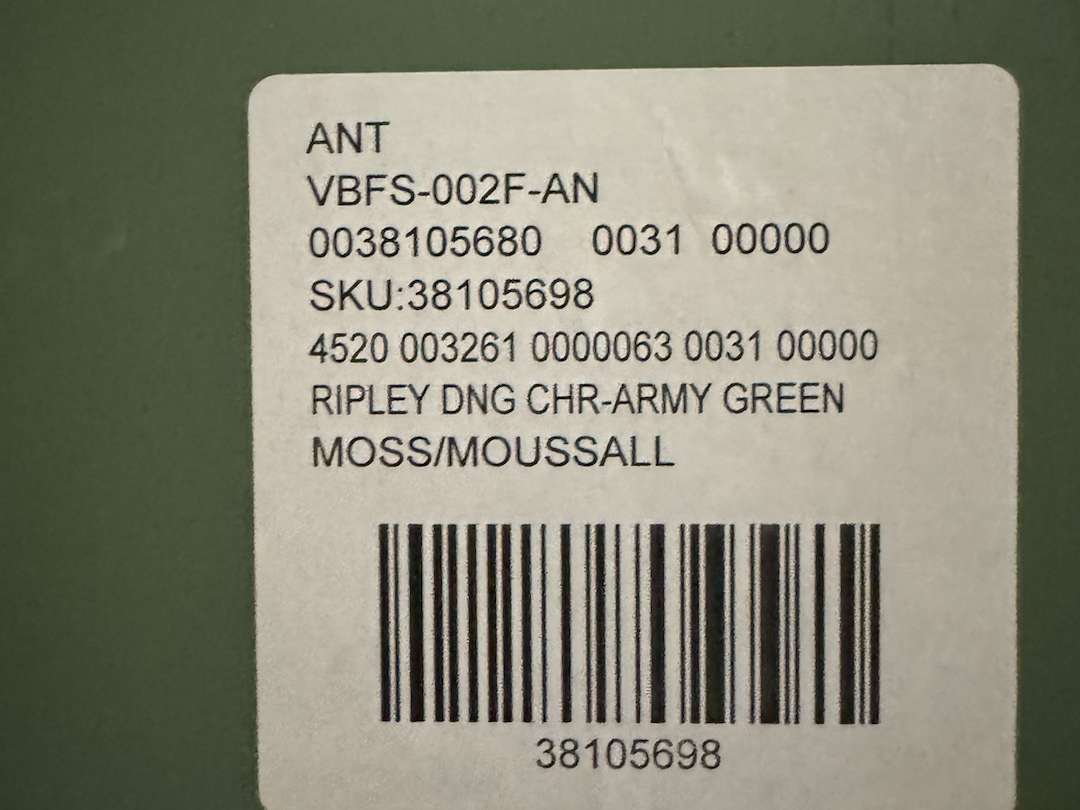 ANT
VBFS-002F-AN
0038105680 0031 00000
SKU:38105698
4520 003261 0000063 0031 00000
RIPLEY DNG CHR-ARMY GREEN
MOSS/MOUSSALL
38105698